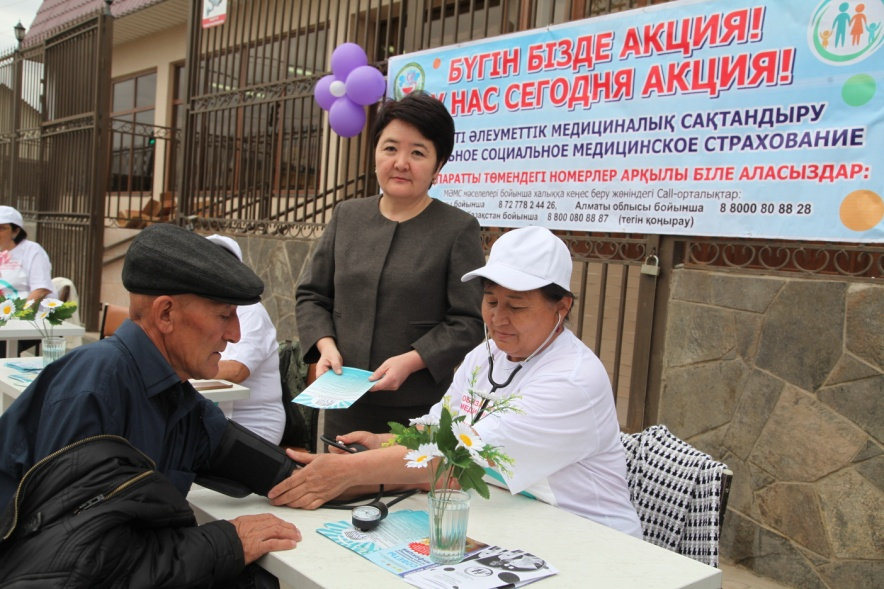 БҮГІН БІЗДЕ АКЦИЯ!
НАС СЕГОДНЯ АКЦИЯ!
ӘЛЕУМЕТТІК МЕДИЦИНАЛЫҚ САҚТАНДЫРУ
СОЦИАЛЬНОЕ МЕДИЦИНСКОЕ СТРАХОВАНИЕ
ТӨМЕНДЕГІ НОМЕРЛЕР АРҚЫЛЫ БІЛЕ АЛАСЫЗДАР:
МӘМС мәселелері бойынша халыққа кеңес беру жөніндегі Call-орталықтар:
бойынша 8 72 778 2 44 26, Алматы облысы бойынша 8 8000 80 88 28
бойынша 8 800 080 88 87 (тегін қоңырау)